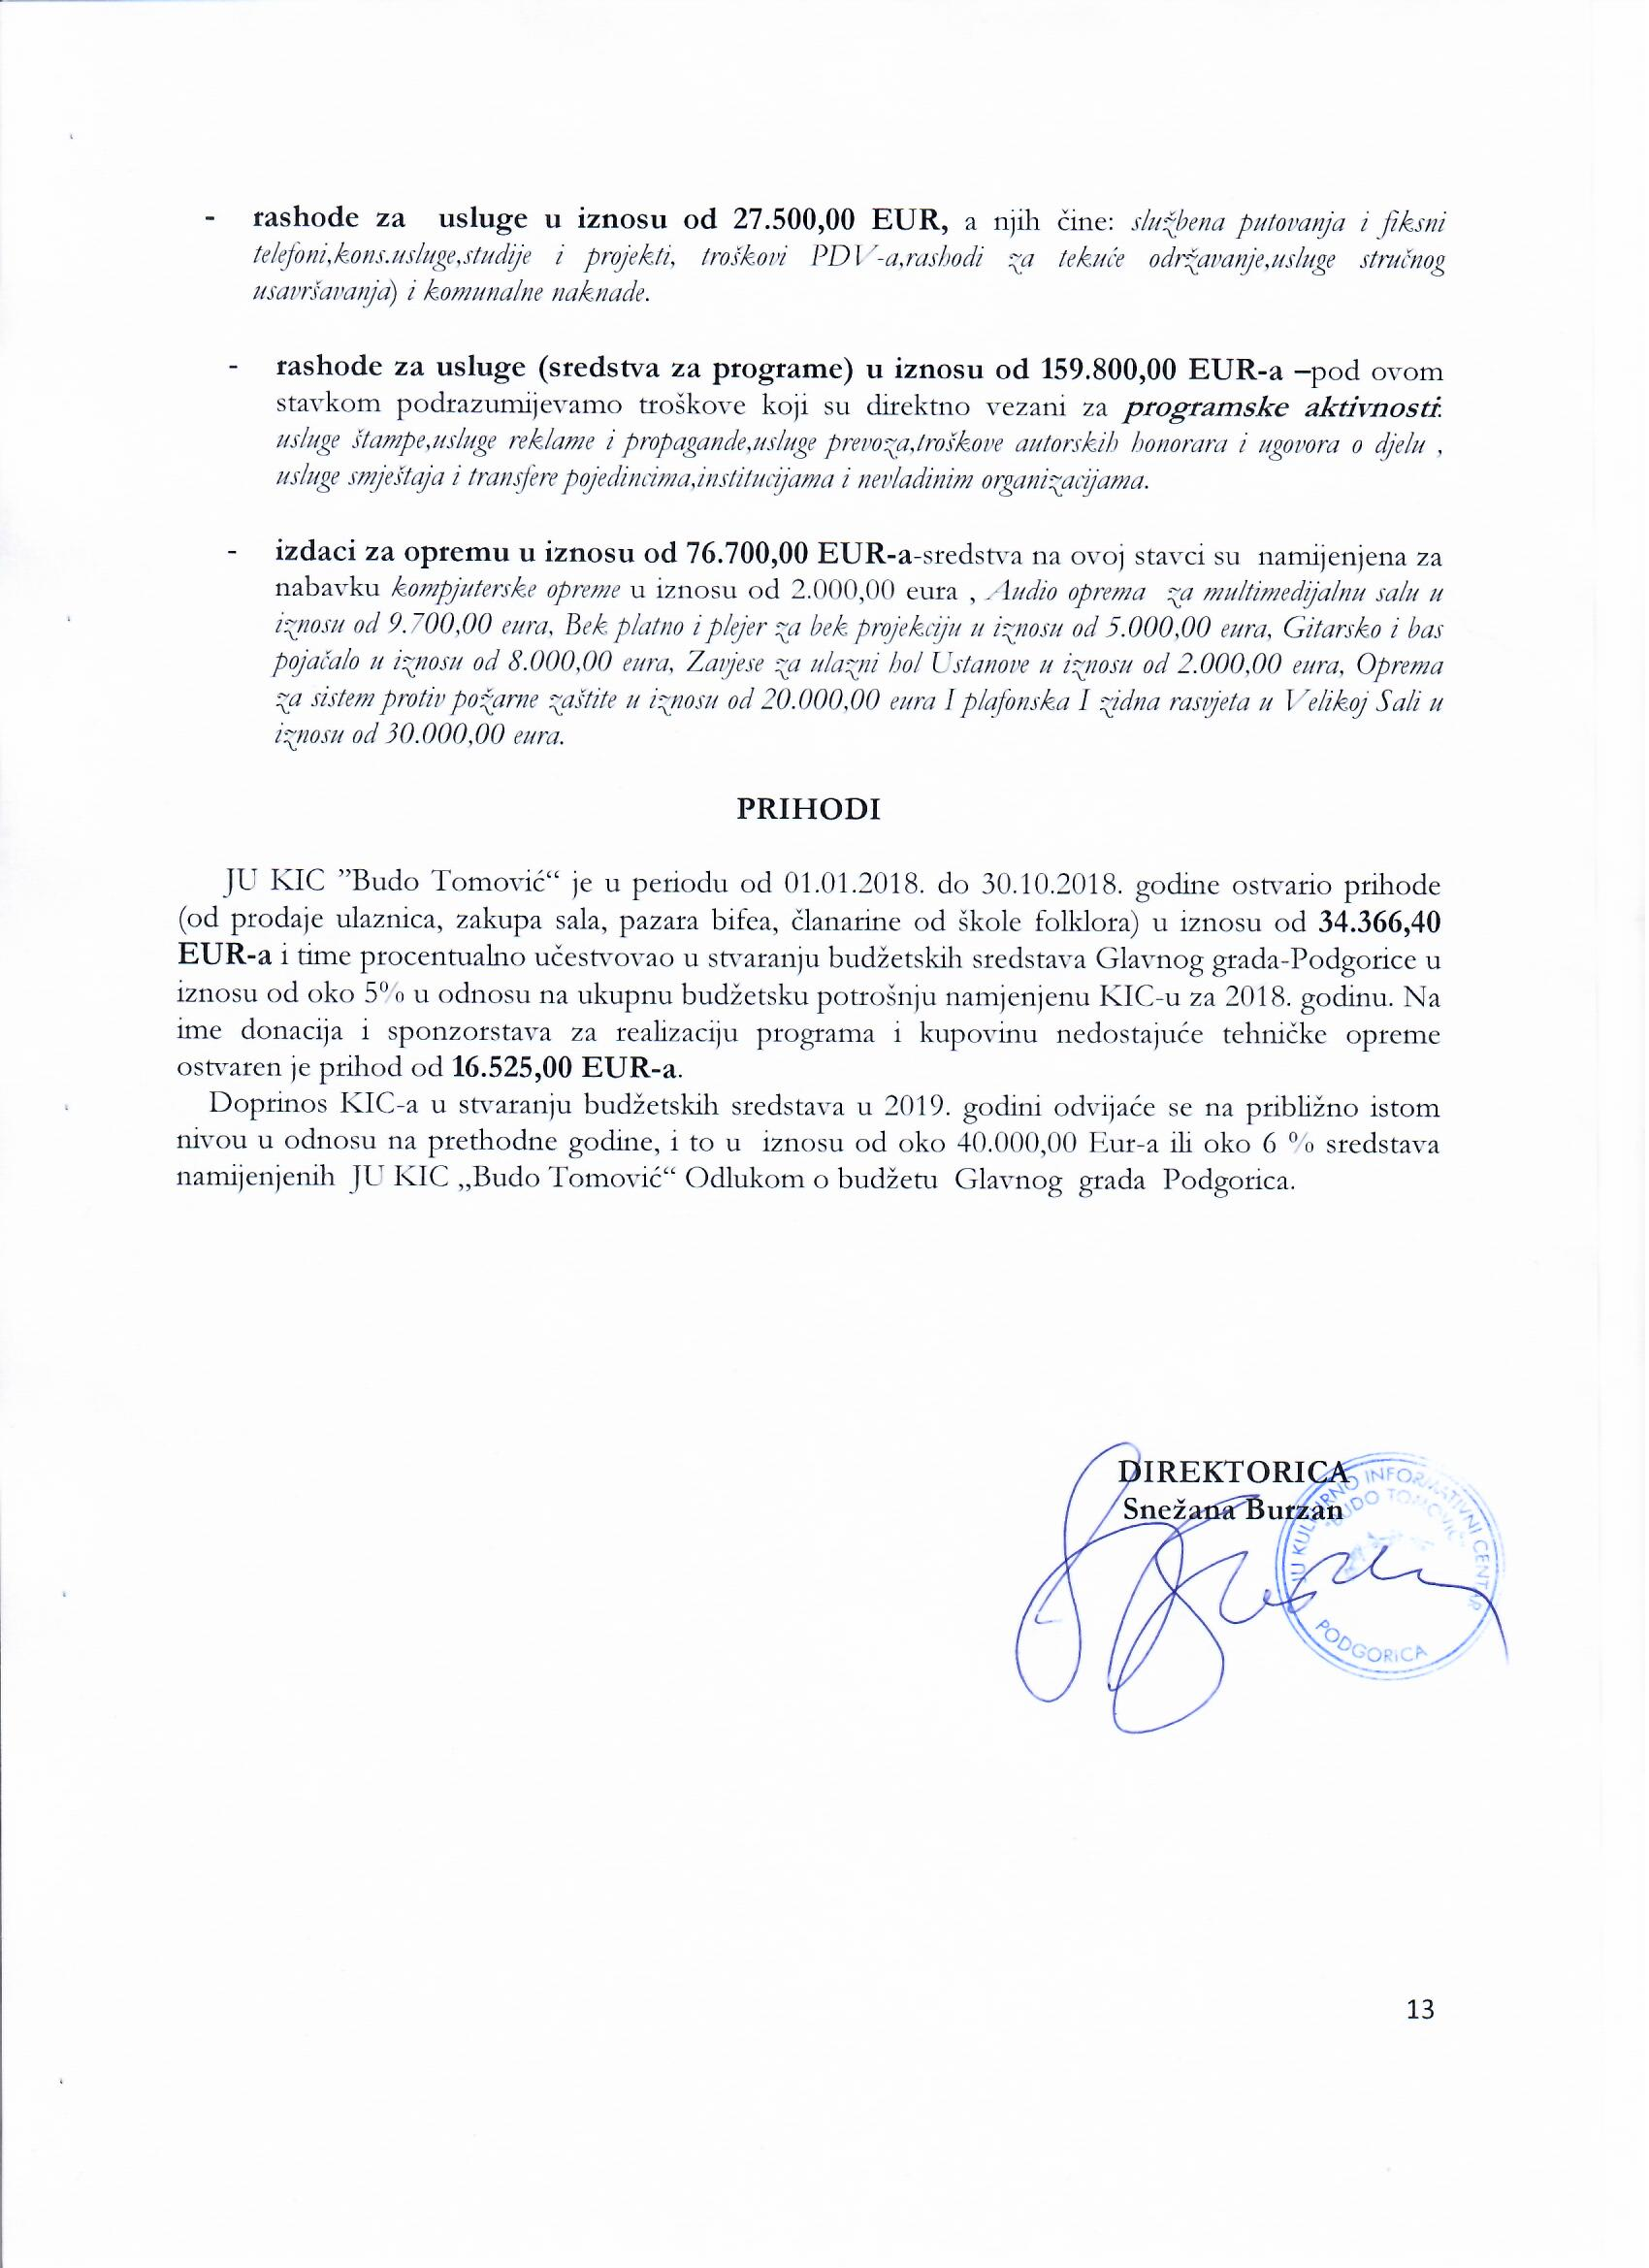 - rashode za usluge u iznosu od 27.500,00 EUR, a njih čine: službena putovanja i fiksni
telefoni,kons.usluge,studije i projekti, troškovi PDV-a,rashodi za tekuće održavanje,usluge stručnog
usavršavanja) i komunalne naknade.
- rashode za usluge (sredstva za programe) u iznosu od 159.800,00 EUR-a –pod ovom
stavkom podrazumijevamo troškove koji su direktno vezani za programske aktivnosti:
usluge štampe,usluge reklame i propagande,usluge prevoza,troškove autorskih honorara i ugovora o djelu ,
usluge smještaja i transfere pojedincima,institucijama i nevladinim organizacijama.
- izdaci za opremu u iznosu od 76.700,00 EUR-a-sredstva na ovoj stavci su namijenjena za
nabavku kompjuterske opreme u iznosu od 2.000,00 eura , Audio oprema za multimedijalnu salu u
iznosu od 9.700,00 eura, Bek platno i plejer za bek projekciju u iznosu od 5.000,00 eura, Gitarsko i bas
pojačalo u iznosu od 8.000,00 eura, Zavjese za ulazni hol Ustanove u iznosu od 2.000,00 eura, Oprema
za sistem protiv požarne zaštite u iznosu od 20.000,00 eura I plafonska I zidna rasvjeta u Velikoj Sali u
iznosu od 30.000,00 eura.
PRIHODI
JU KIC ”Budo Tomović“ je u periodu od 01.01.2018. do 30.10.2018. godine ostvario prihode
(od prodaje ulaznica, zakupa sala, pazara bifea, članarine od škole folklora) u iznosu od 34.366,40
EUR-a i time procentualno učestvovao u stvaranju budžetskih sredstava Glavnog grada-Podgorice u
iznosu od oko 5% u odnosu na ukupnu budžetsku potrošnju namjenjenu KIC-u za 2018. godinu. Na
ime donacija i sponzorstava za realizaciju programa i kupovinu nedostajuće tehničke opreme
ostvaren je prihod od 16.525,00 EUR-a.
Doprinos KIC-a u stvaranju budžetskih sredstava u 2019. godini odvijaće se na približno istom
nivou u odnosu na prethodne godine, i to u iznosu od oko 40.000,00 Eur-a ili oko 6 % sredstava
namijenjenih JU KIC „Budo Tomović“ Odlukom o budžetu Glavnog grada Podgorica.
DIREKTORICA
Snežana Burzan
JU KULTURNO INFORMATIVNI CENTAR
"BUDO TOMOVIĆ"
PODGORICA
13